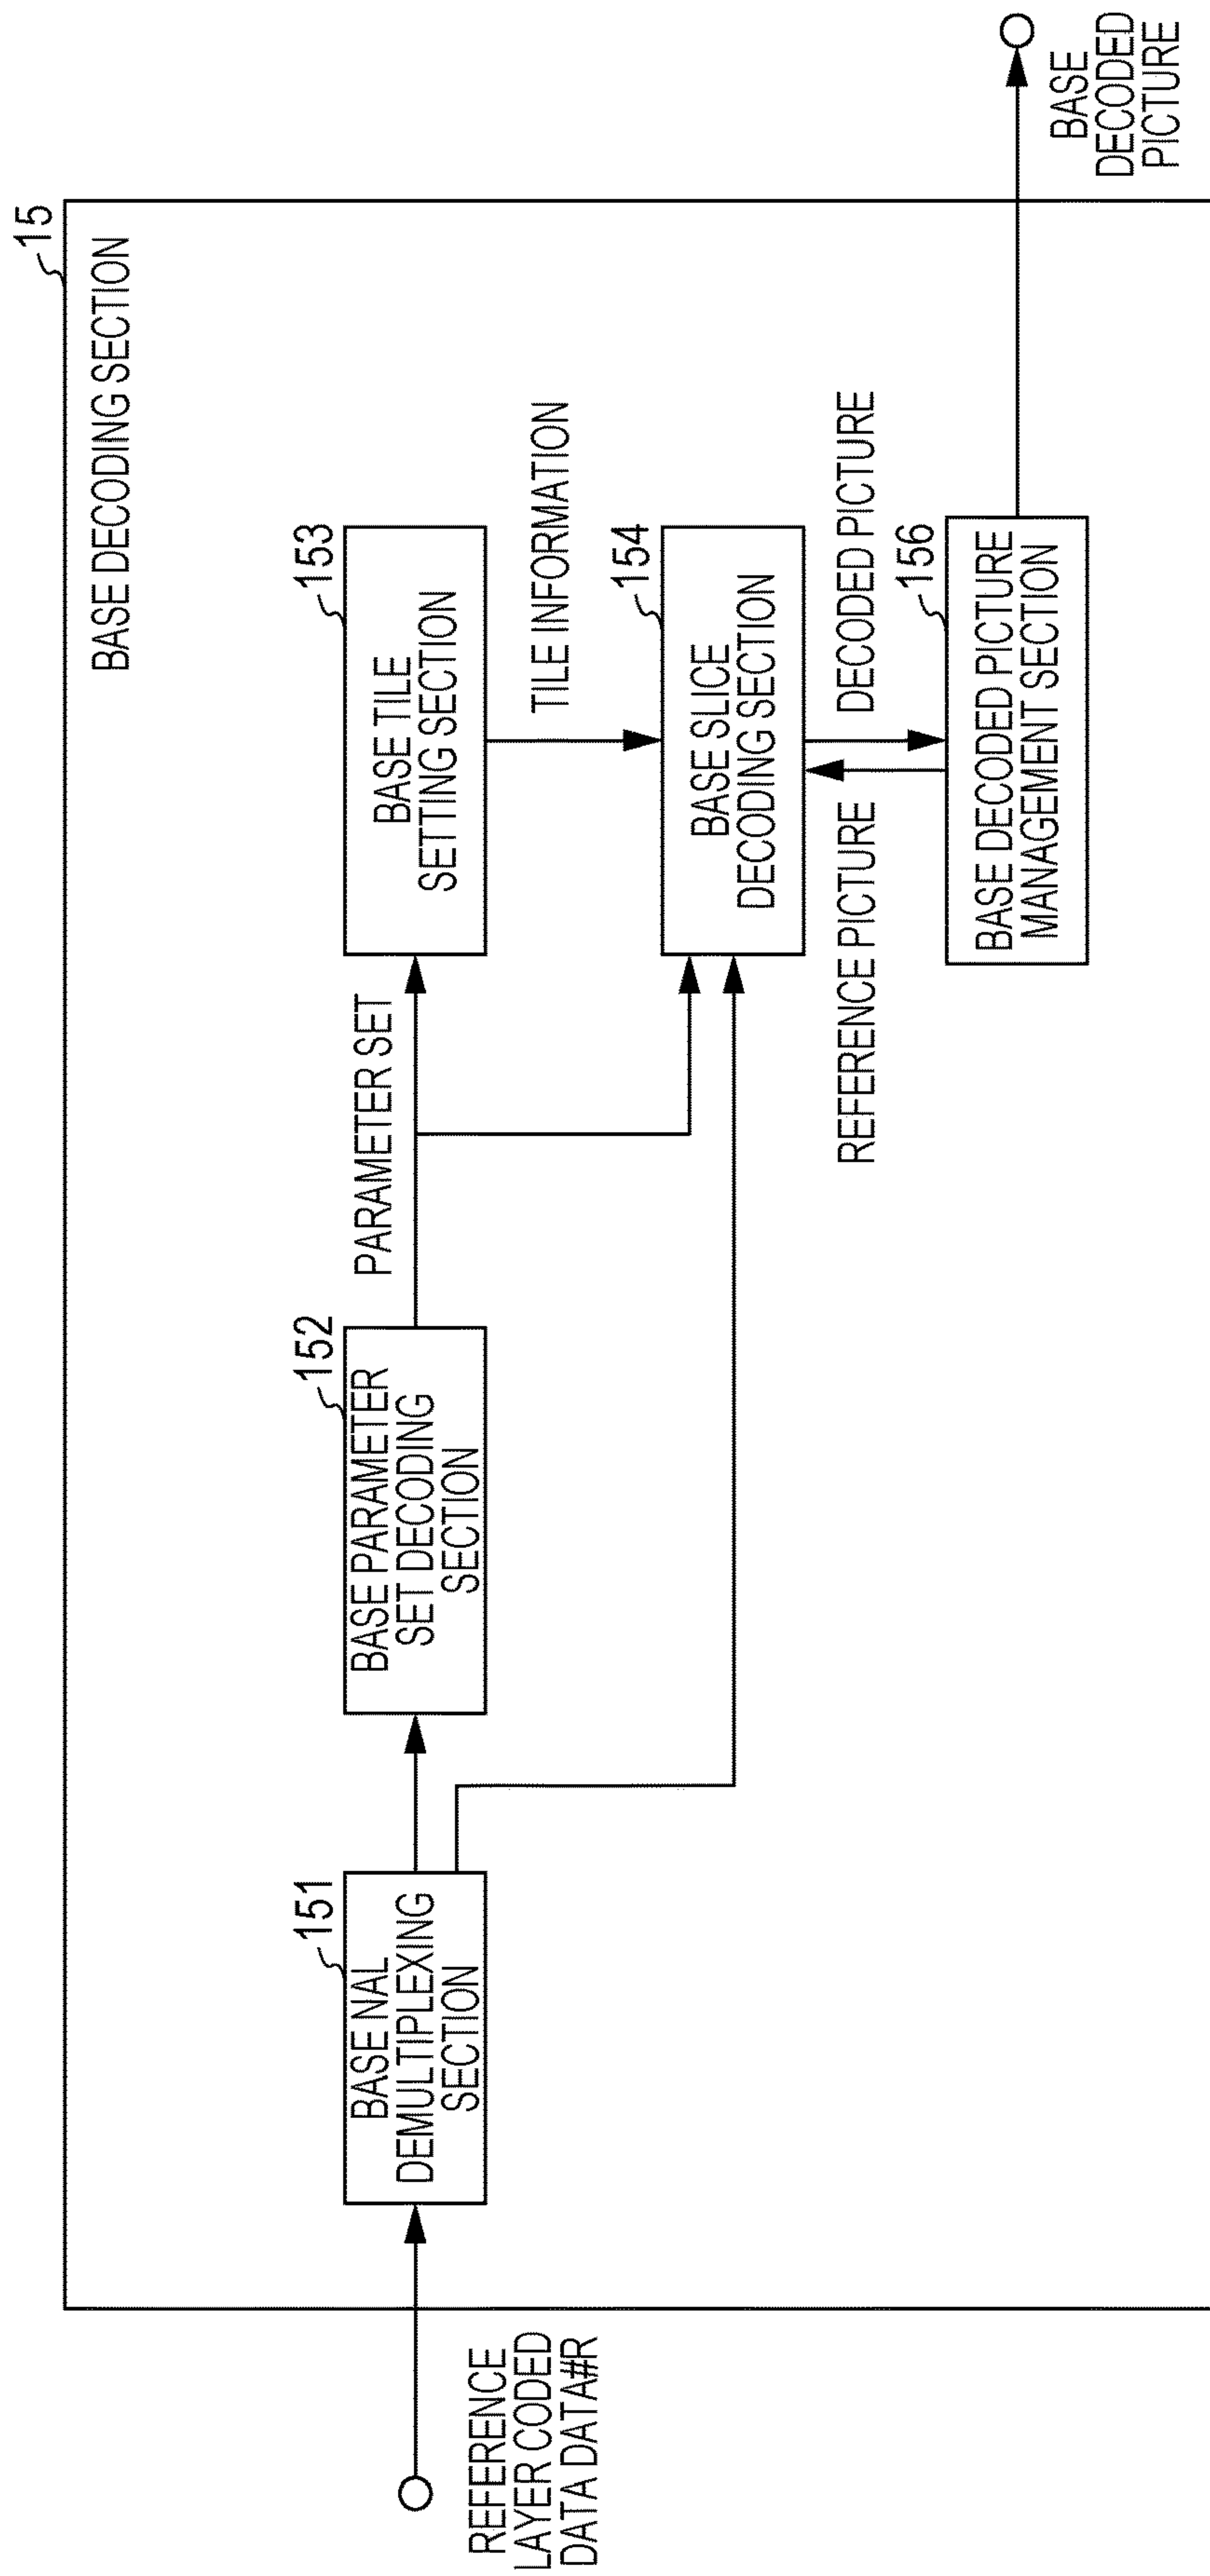 15
BASE DECODING SECTION
REFERENCE
LAYER CODED
DATA DATA#R
151
BASE NAL
DEMULTIPLEXING
SECTION
152
BASE PARAMETER
SET DECODING
SECTION
PARAMETER SET
153
BASE TILE
SETTING SECTION
TILE INFORMATION
154
BASE SLICE
DECODING SECTION
REFERENCE PICTURE
DECODED PICTURE
156
BASE DECODED PICTURE
MANAGEMENT SECTION
BASE
DECODED
PICTURE